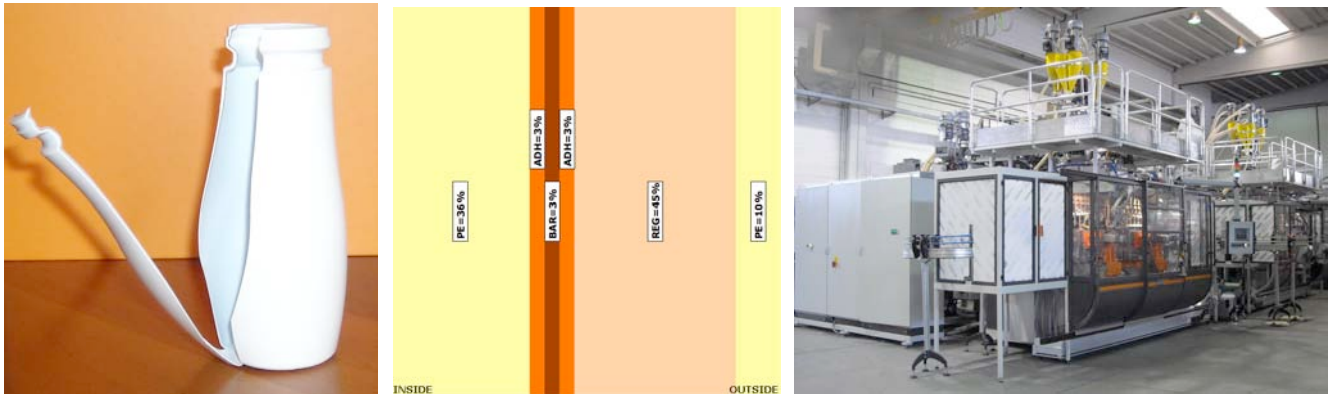 ADH=3%
ADH=3%
PE=36%
BAR=3%
REG=45%
PE=10%
INSIDE
OUTSIDE